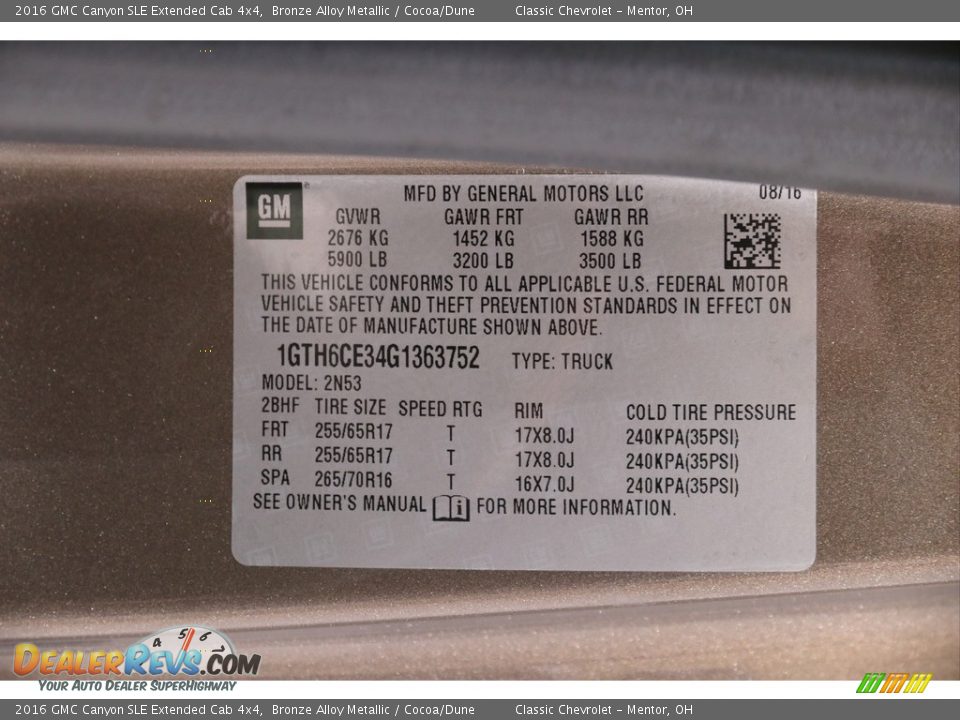 2016 GMC Canyon SLE Extended Cab 4x4, Bronze Alloy Metallic / Cocoa/Dune Classic Chevrolet – Mentor, OH
GM MFD BY GENERAL MOTORS LLC 08/16
GVWR GAWR FRT GAWR RR
2676 KG 1452 KG 1588 KG
5900 LB 3200 LB 3500 LB
THIS VEHICLE CONFORMS TO ALL APPLICABLE U.S. FEDERAL MOTOR
VEHICLE SAFETY AND THEFT PREVENTION STANDARDS IN EFFECT ON
THE DATE OF MANUFACTURE SHOWN ABOVE.
1GTH6CE34G1363752 TYPE: TRUCK
MODEL: 2N53
2BHF TIRE SIZE SPEED RTG RIM COLD TIRE PRESSURE
FRT 255/65R17 T 17X8.0J 240KPA(35PSI)
RR 255/65R17 T 17X8.0J 240KPA(35PSI)
SPA 265/70R16 T 16X7.0J 240KPA(35PSI)
SEE OWNER'S MANUAL i FOR MORE INFORMATION.
4 5 6
DEALERREVS.COM
YOUR AUTO DEALER SUPERHIGHWAY
2016 GMC Canyon SLE Extended Cab 4x4, Bronze Alloy Metallic / Cocoa/Dune Classic Chevrolet – Mentor, OH